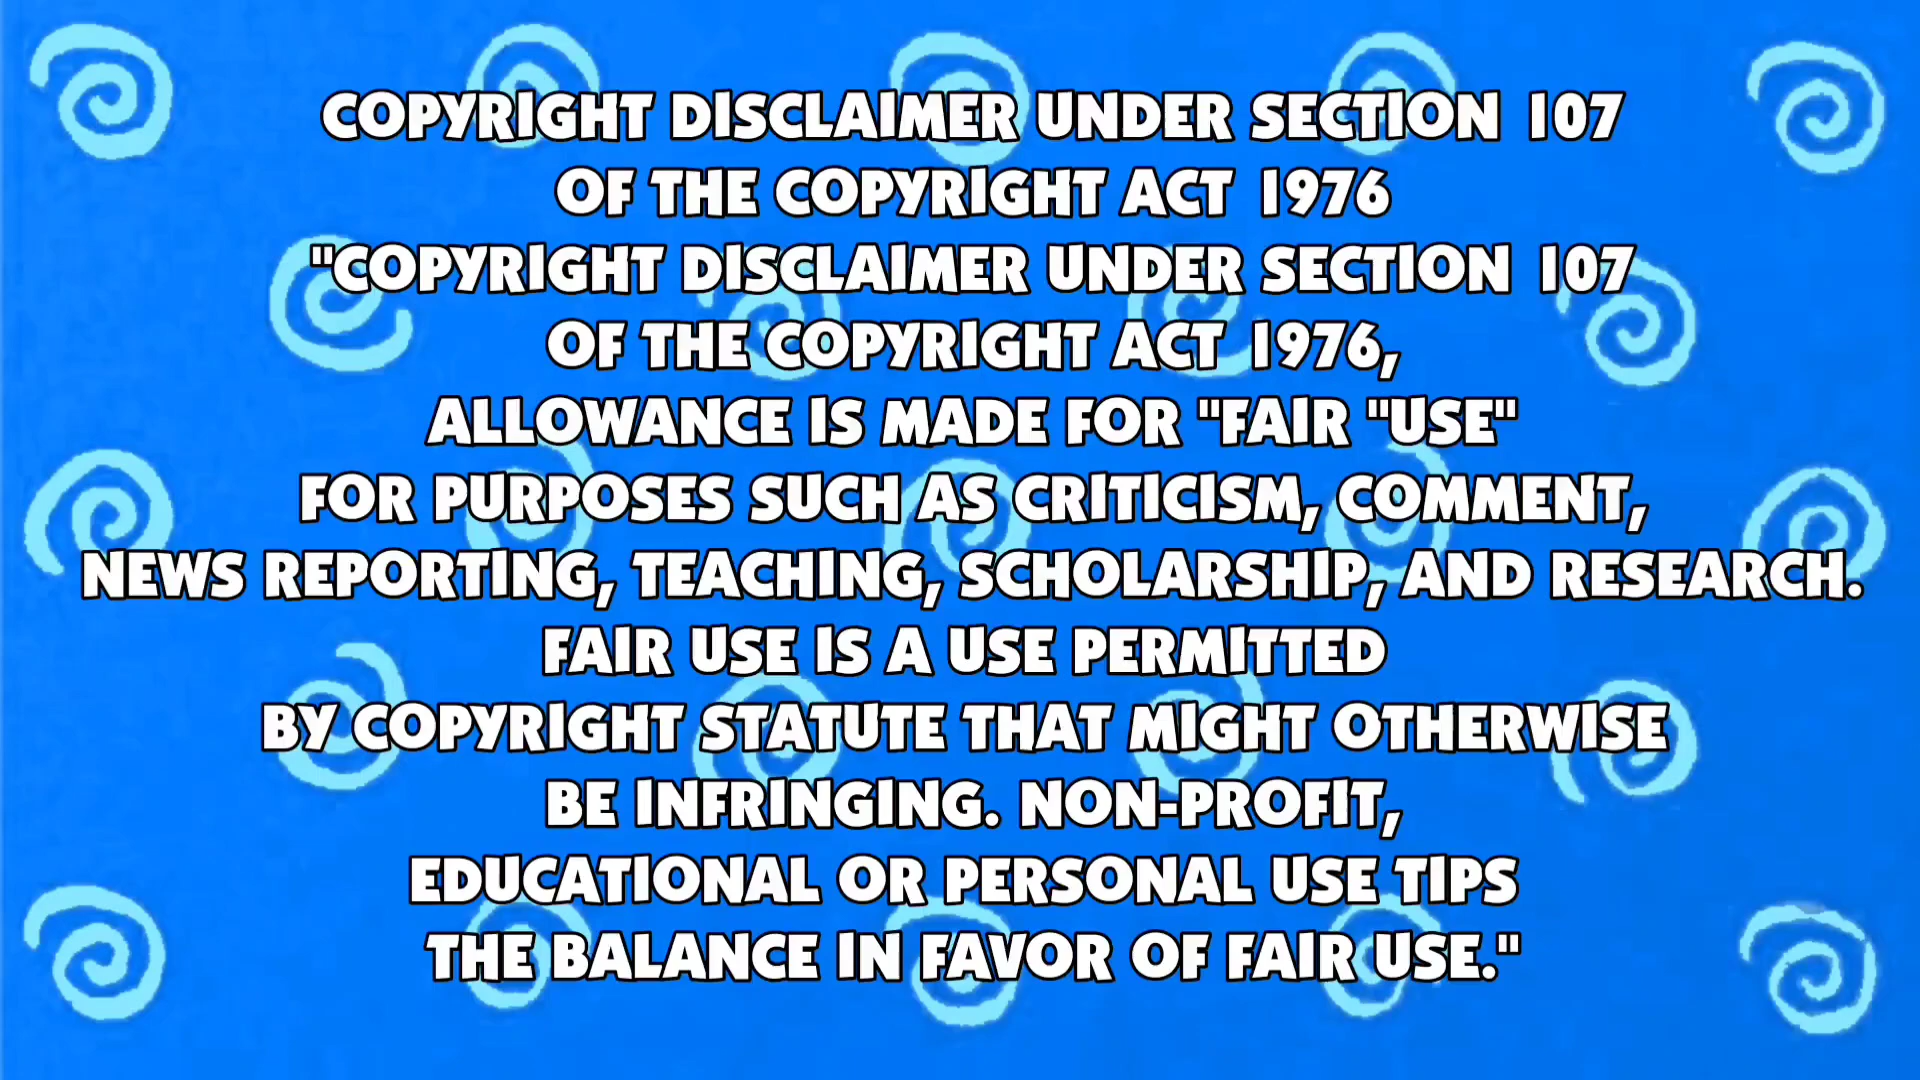 COPYRIGHT DISCLAIMER UNDER SECTION 107
OF THE COPYRIGHT ACT 1976
"COPYRIGHT DISCLAIMER UNDER SECTION 107
OF THE COPYRIGHT ACT 1976,
ALLOWANCE IS MADE FOR "FAIR "USE"
FOR PURPOSES SUCH AS CRITICISM, COMMENT,
NEWS REPORTING, TEACHING, SCHOLARSHIP, AND RESEARCH.
FAIR USE IS A USE PERMITTED
BY COPYRIGHT STATUTE THAT MIGHT OTHERWISE
BE INFRINGING. NON-PROFIT,
EDUCATIONAL OR PERSONAL USE TIPS
THE BALANCE IN FAVOR OF FAIR USE."